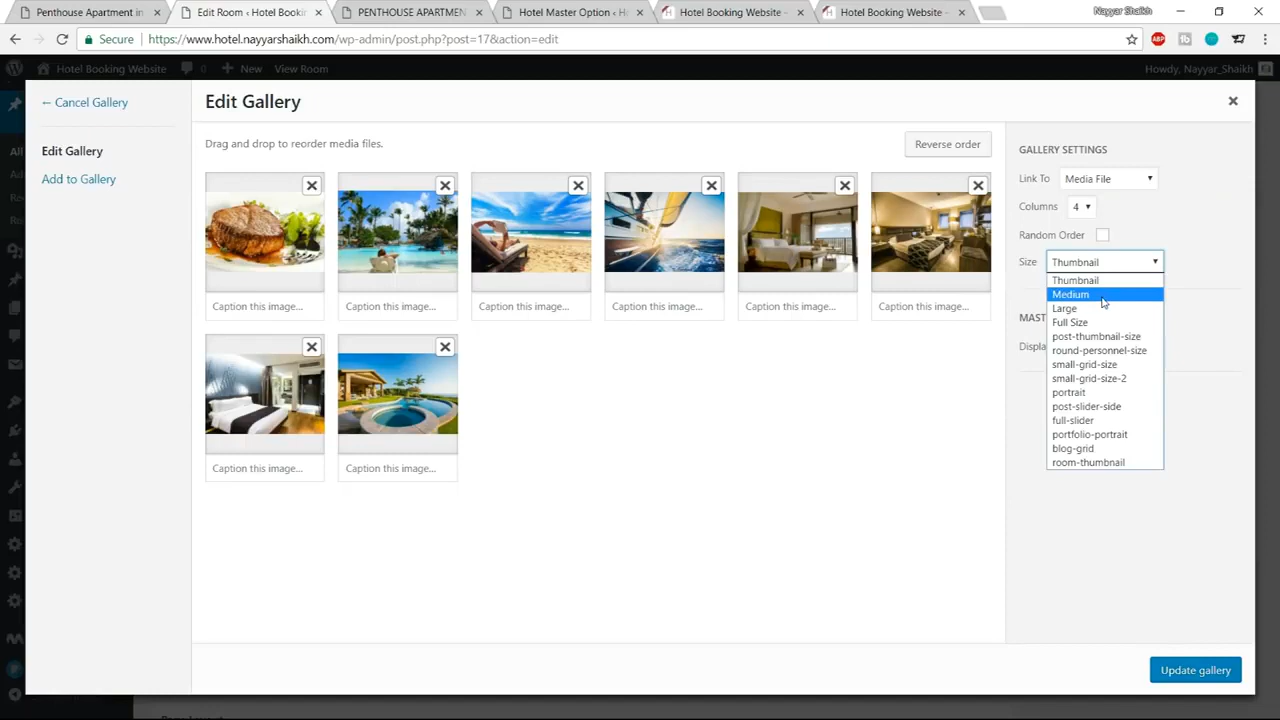 Penthouse Apartment in
Edit Room ‹ Hotel Bookin
PENTHOUSE APARTMEN
Hotel Master Option ‹ H
Hotel Booking Website –
Hotel Booking Website –
Nayyar Shaikh
Secure
https://www.hotel.nayyarshaikh.com/wp-admin/post.php?post=17&action=edit
ABP
Hotel Booking Website
0
New
View Room
Howdy, Nayyar_Shaikh
← Cancel Gallery
Edit Gallery
Edit Gallery
Add to Gallery
Drag and drop to reorder media files.
Reverse order
Caption this image...
Caption this image...
Caption this image...
Caption this image...
Caption this image...
Caption this image...
Caption this image...
Caption this image...
GALLERY SETTINGS
Link To
Media File
Columns
4
Random Order
Size
Thumbnail
Thumbnail
Medium
Large
Full Size
post-thumbnail-size
round-personnel-size
small-grid-size
small-grid-size-2
portrait
post-slider-side
full-slider
portfolio-portrait
blog-grid
room-thumbnail
MAST
Displa
All
Update gallery